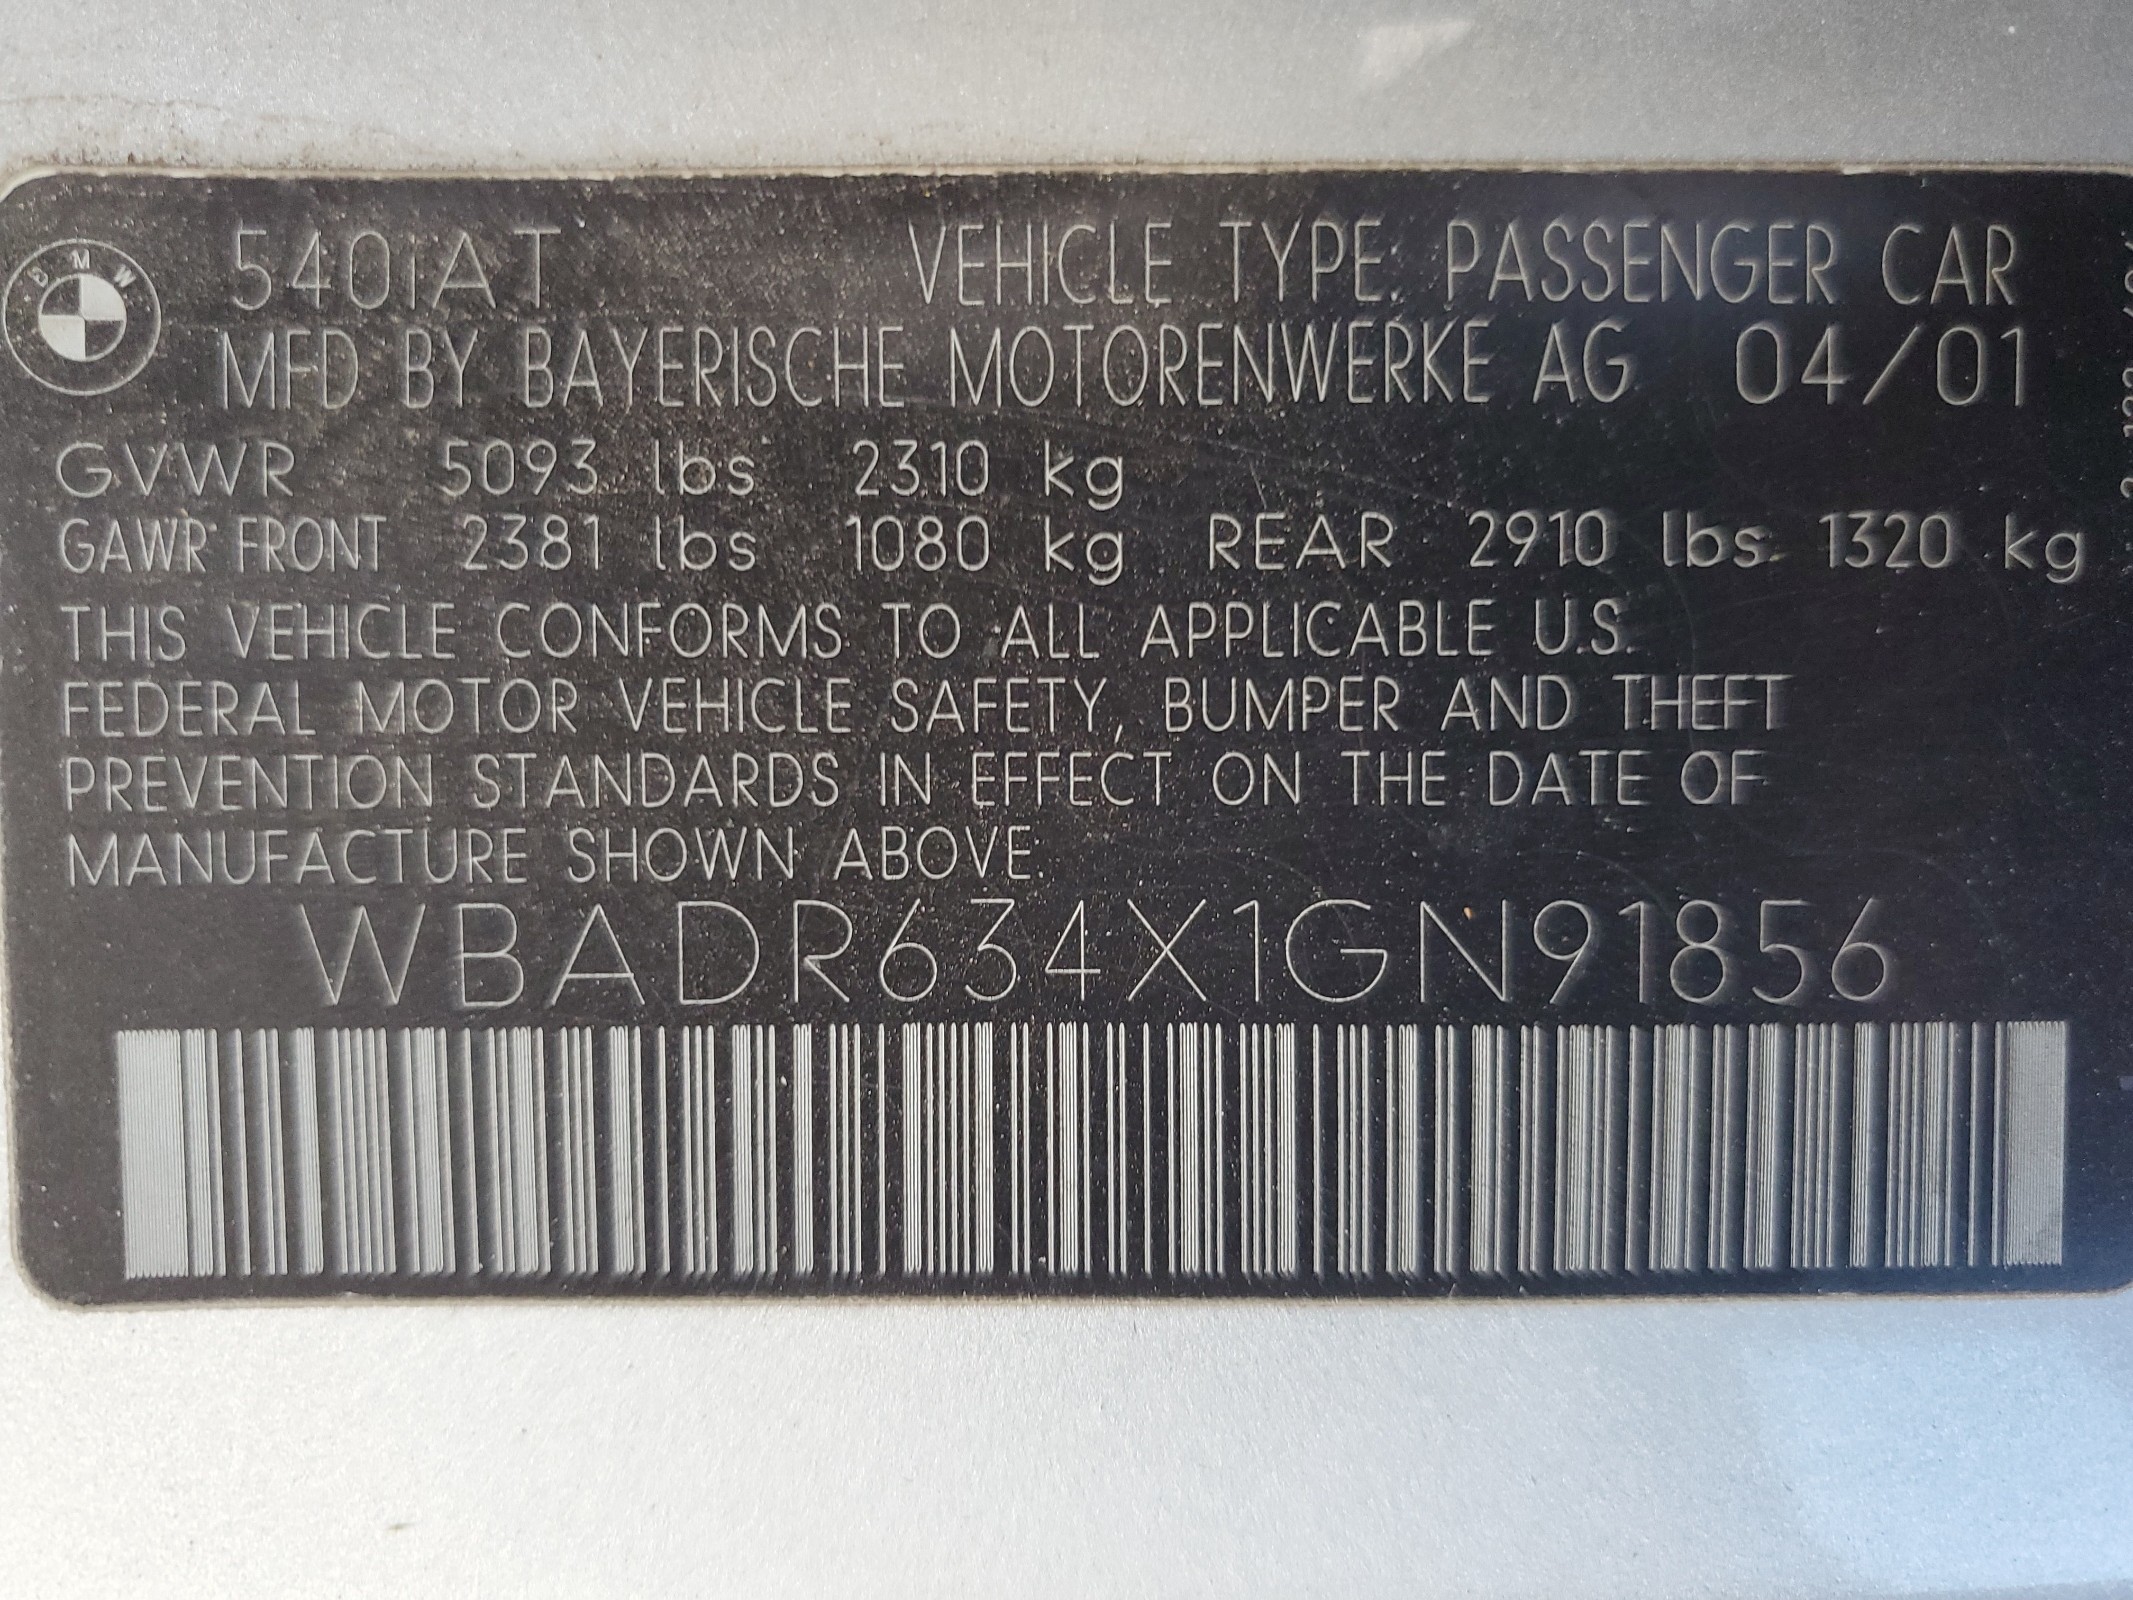 BMW
540iAT VEHICLE TYPE: PASSENGER CAR
MFD BY BAYERISCHE MOTORENWERKE AG 04/01
GVWR 5093 lbs 2310 kg
GAWR FRONT 2381 lbs 1080 kg REAR 2910 lbs 1320 kg
THIS VEHICLE CONFORMS TO ALL APPLICABLE U.S.
FEDERAL MOTOR VEHICLE SAFETY, BUMPER AND THEFT
PREVENTION STANDARDS IN EFFECT ON THE DATE OF
MANUFACTURE SHOWN ABOVE.
WBADR634X1GN91856